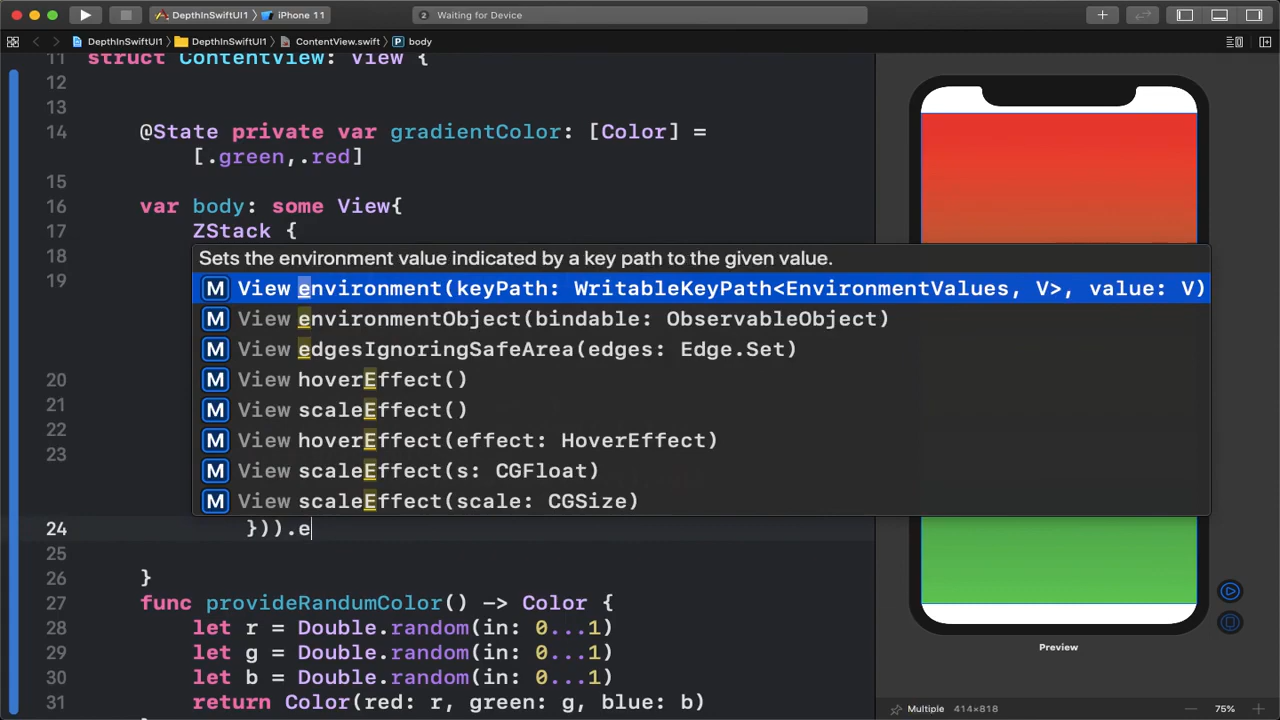 DepthInSwiftUI1 〉 iPhone 11
2 Waiting for Device
DepthInSwiftUI1 〉 DepthInSwiftUI1 〉 ContentView.swift 〉 P body
11 struct ContentView: View {
12
13
14 @State private var gradientColor: [Color] =
[.green,.red]
15
16 var body: some View{
17 ZStack {
18
19
Sets the environment value indicated by a key path to the given value.
M View environment(keyPath: WritableKeyPath<EnvironmentValues, V>, value: V)
M View environmentObject(bindable: ObservableObject)
M View edgesIgnoringSafeArea(edges: Edge.Set)
M View hoverEffect()
M View scaleEffect()
M View hoverEffect(effect: HoverEffect)
M View scaleEffect(s: CGFloat)
M View scaleEffect(scale: CGSize)
20
21
22
23
24 })).e
25
26 }
27 func provideRandumColor() -> Color {
28 let r = Double.random(in: 0...1)
29 let g = Double.random(in: 0...1)
30 let b = Double.random(in: 0...1)
31 return Color(red: r, green: g, blue: b)
Preview
Multiple 414×818
75%